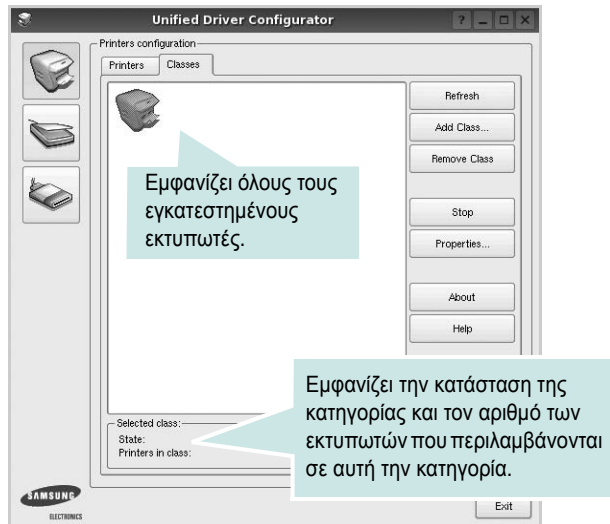 Unified Driver Configurator
Printers configuration
Printers Classes
Refresh
Add Class...
Remove Class
Stop
Properties...
About
Help
Εμφανίζει όλους τους
εγκατεστημένους
εκτυπωτές.
Εμφανίζει την κατάσταση της
κατηγορίας και τον αριθμό των
εκτυπωτών που περιλαμβάνονται
σε αυτή την κατηγορία.
Selected class:
State:
Printers in class:
SAMSUNG
ELECTRONICS
Exit